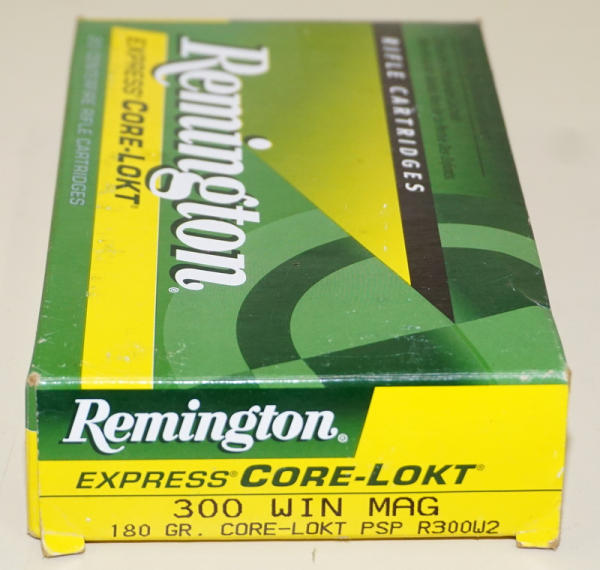 RIFLE CARTRIDGES
Remington®
EXPRESS® CORE-LOKT®
20 CENTERFIRE RIFLE CARTRIDGES
Remington®
EXPRESS® CORE-LOKT®
300 WIN MAG
180 GR. CORE-LOKT PSP R300W2